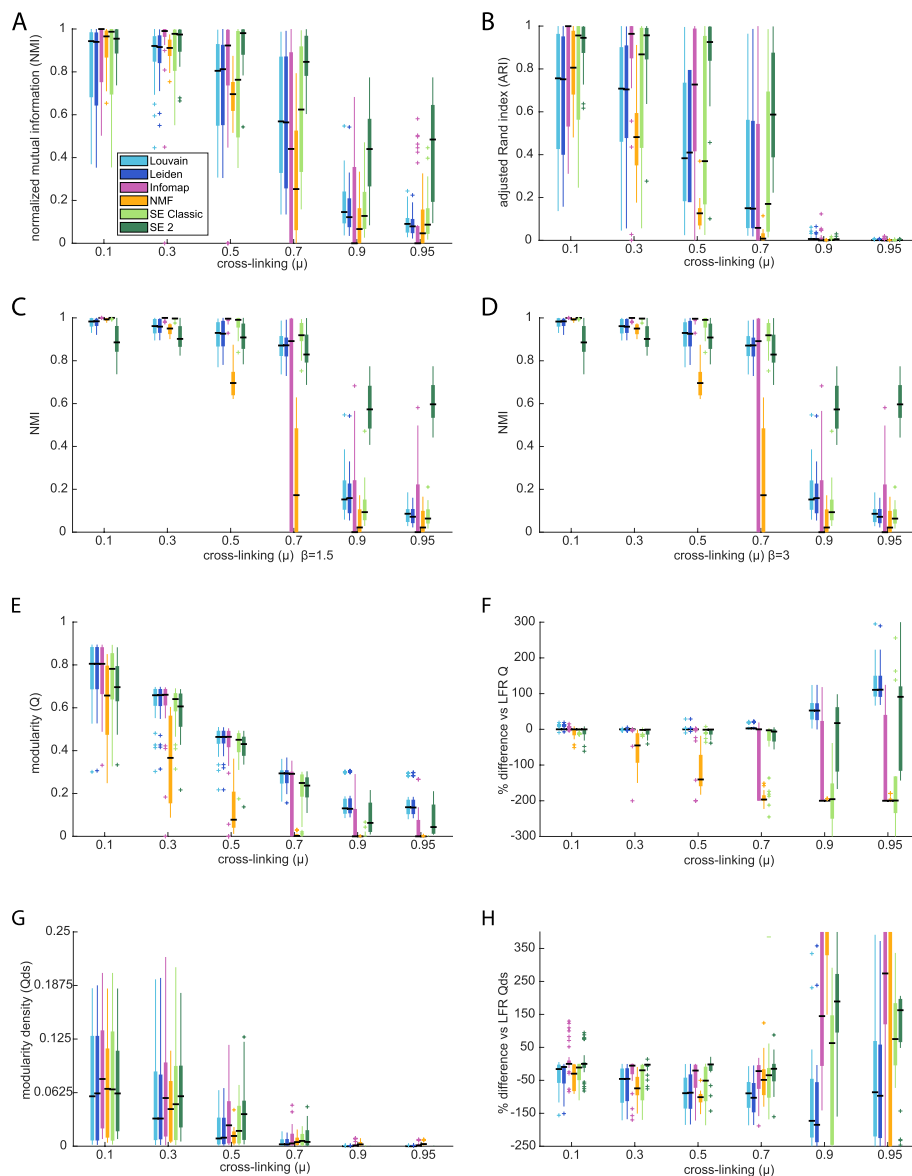 A
normalized mutual information (NMI)
1
0.8
0.6
0.4
0.2
0
Louvain
Leiden
Infomap
NMF
SE Classic
SE 2
0.1 0.3 0.5 0.7 0.9 0.95
cross-linking (μ)
B
adjusted Rand index (ARI)
1
0.8
0.6
0.4
0.2
0
0.1 0.3 0.5 0.7 0.9 0.95
cross-linking (μ)
C
NMI
1
0.8
0.6
0.4
0.2
0
0.1 0.3 0.5 0.7 0.9 0.95
cross-linking (μ) β=1.5
D
NMI
1
0.8
0.6
0.4
0.2
0
0.1 0.3 0.5 0.7 0.9 0.95
cross-linking (μ) β=3
E
modularity (Q)
1
0.8
0.6
0.4
0.2
0
0.1 0.3 0.5 0.7 0.9 0.95
cross-linking (μ)
F
% difference vs LFR Q
300
200
100
0
-100
-200
-300
0.1 0.3 0.5 0.7 0.9 0.95
cross-linking (μ)
G
modularity density (Qds)
0.25
0.1875
0.125
0.0625
0
0.1 0.3 0.5 0.7 0.9 0.95
cross-linking (μ)
H
% difference vs LFR Qds
350
250
150
50
-50
-150
-250
0.1 0.3 0.5 0.7 0.9 0.95
cross-linking (μ)